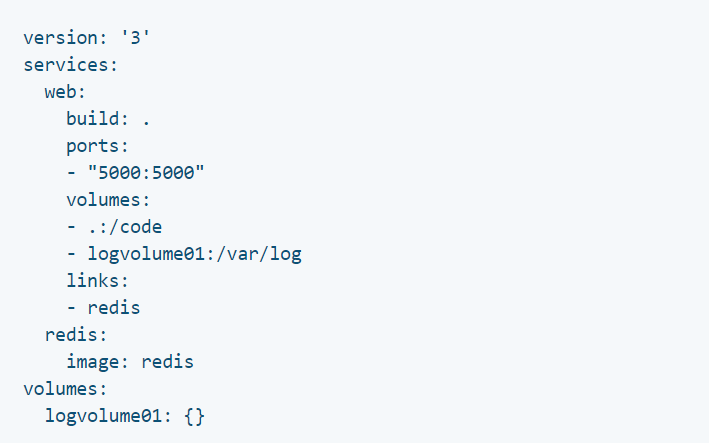 version: '3'
services:
  web:
    build: .
    ports:
    - "5000:5000"
    volumes:
    - .:/code
    - logvolume01:/var/log
    links:
    - redis
  redis:
    image: redis
volumes:
  logvolume01: {}